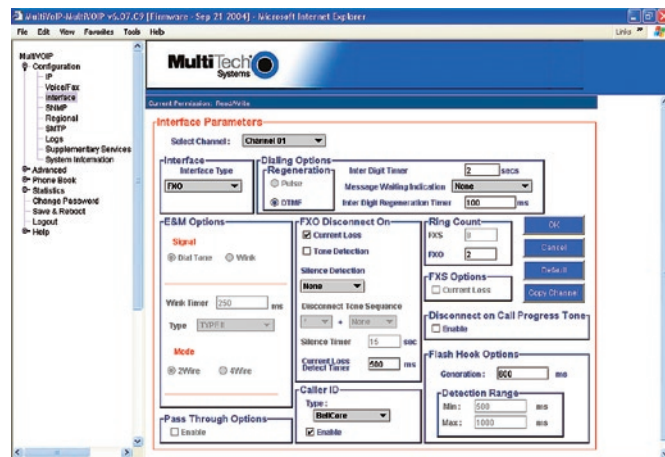 MultiVOIP-MultiVOIP v6.07.C9 [Firmware - Sep 21 2004] - Microsoft Internet Explorer
File Edit View Favorites Tools Help Links
MultiVOIP
Configuration
IP
Voice/Fax
Interface
SNMP
Regional
SMTP
Logs
Supplementary Services
System Information
Advanced
Phone Book
Statistics
Change Password
Save & Reboot
Logout
Help
MultiTech
Systems
Current Permission: Read/Write
Interface Parameters
Select Channel : Channel 01
Interface
Interface Type
FXO
Dialing Options
Regeneration
Pulse
DTMF
Inter Digit Timer 2 secs
Message Waiting Indication None
Inter Digit Regeneration Timer 100 ms
E&M Options
Signal
Dial Tone Wink
Wink Timer 250 ms
Type TYPE II
Mode
2Wire 4Wire
Pass Through Options
Enable
FXO Disconnect On
Current Loss
Tone Detection
Silence Detection
None
Disconnect Tone Sequence
* + None
Silence Timer 15 sec
Current Loss
Detect Timer 500 ms
Caller ID
Type :
BellCore
Enable
Ring Count
FXS 8
FXO 2
FXS Options
Current Loss
OK
Cancel
Default
Copy Channel
Disconnect on Call Progress Tone
Enable
Flash Hook Options
Generation : 600 ms
Detection Range
Min : 500 ms
Max : 1000 ms